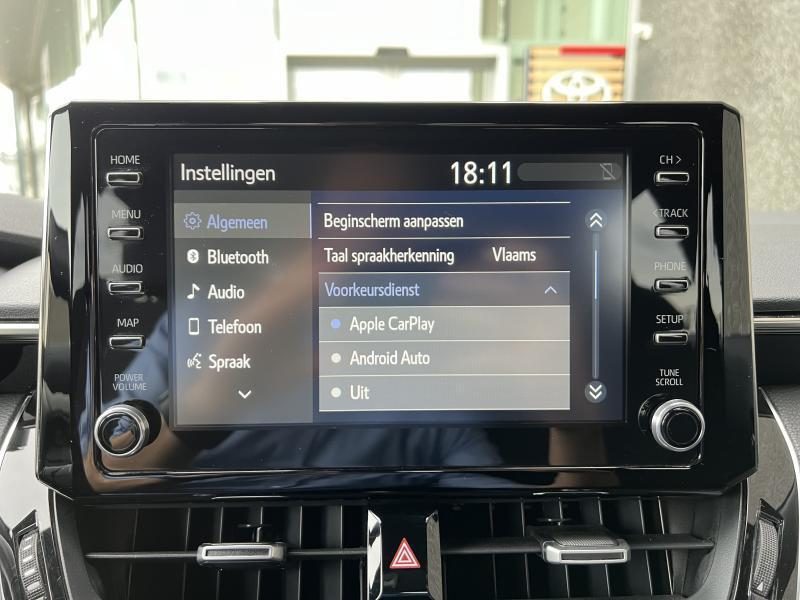 HOME
MENU
AUDIO
MAP
POWER
VOLUME
Instellingen
18:11
Algemeen
Bluetooth
Audio
Telefoon
Spraak
Beginscherm aanpassen
Taal spraakherkenning Vlaams
Voorkeursdienst
Apple CarPlay
Android Auto
Uit
CH >
< TRACK
PHONE
SETUP
TUNE
SCROLL